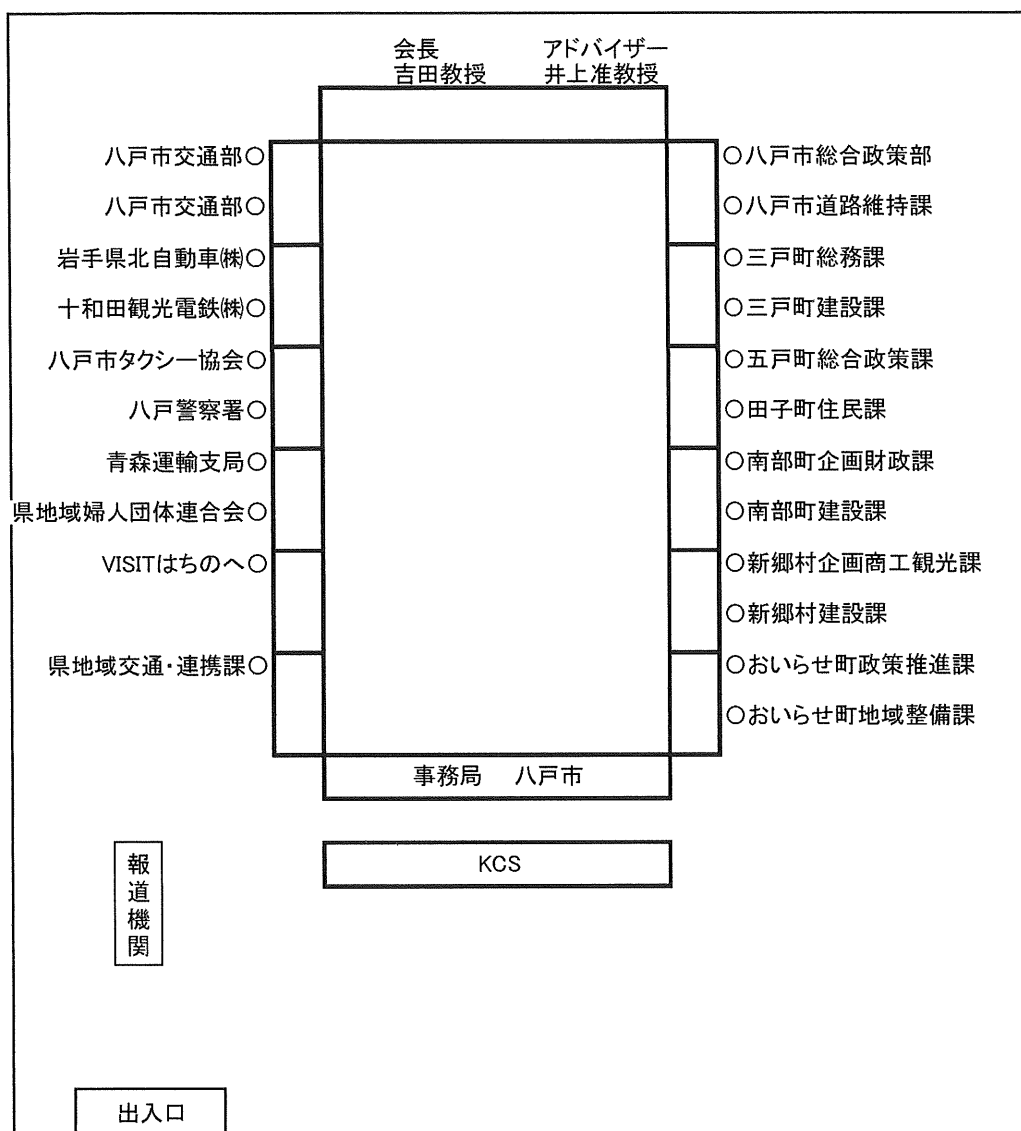 会長 アドバイザー
吉田教授 井上准教授
八戸市交通部○ ○八戸市総合政策部
八戸市交通部○ ○八戸市道路維持課
岩手県北自動車㈱○ ○三戸町総務課
十和田観光電鉄㈱○ ○三戸町建設課
八戸市タクシー協会○ ○五戸町総合政策課
八戸警察署○ ○田子町住民課
青森運輸支局○ ○南部町企画財政課
県地域婦人団体連合会○ ○南部町建設課
VISITはちのへ○ ○新郷村企画商工観光課
○新郷村建設課
県地域交通・連携課○ ○おいらせ町政策推進課
○おいらせ町地域整備課
事務局 八戸市
KCS
報道機関
出入口